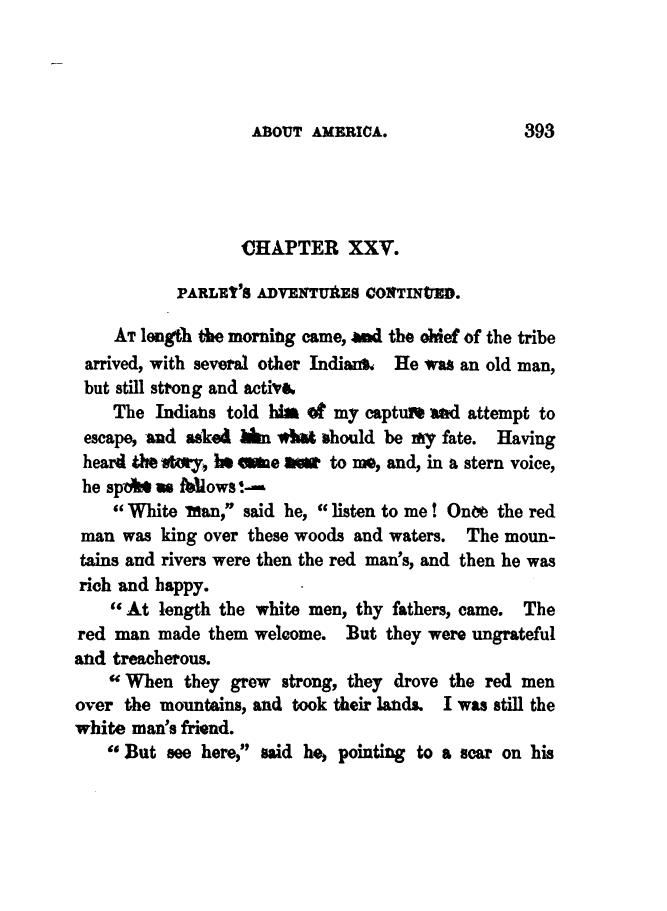 ABOUT AMERICA. 393
CHAPTER XXV.
PARLEY'S ADVENTURES CONTINUED.
AT length the morning came, and the chief of the tribe
arrived, with several other Indians. He was an old man,
but still strong and active.
The Indians told him of my capture and attempt to
escape, and asked him what should be my fate. Having
heard the story, he came near to me, and, in a stern voice,
he spoke as follows:—
"White man," said he, "listen to me! Once the red
man was king over these woods and waters. The moun-
tains and rivers were then the red man's, and then he was
rich and happy.
"At length the white men, thy fathers, came. The
red man made them welcome. But they were ungrateful
and treacherous.
"When they grew strong, they drove the red men
over the mountains, and took their lands. I was still the
white man's friend.
"But see here," said he, pointing to a scar on his